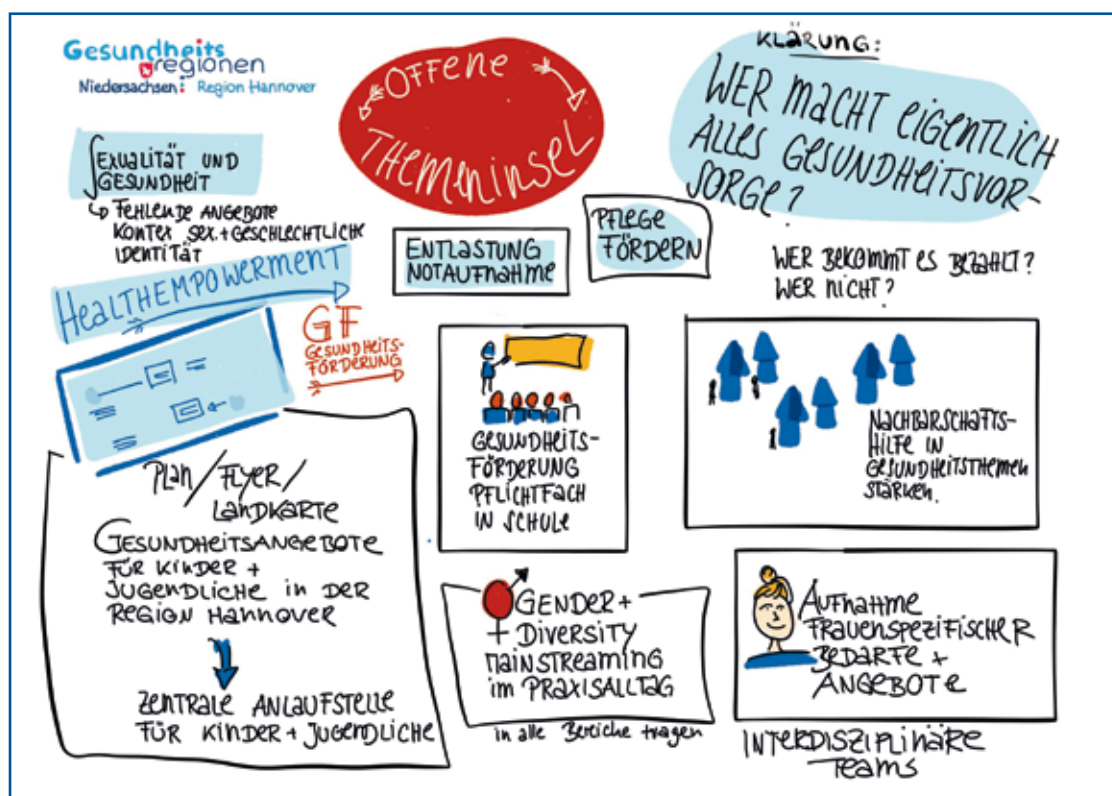 Gesundheits
regionen
Niedersachsen: Region Hannover
OFFENE
THEMENINSEL
KLÄRUNG:
WER MACHT EIGENTLICH
ALLES GESUNDHEITSVOR-
SORGE?
WER BEKOMMT ES BEZAHLT?
WER NICHT?
SEXUALITÄT UND
GESUNDHEIT
FEHLENDE ANGEBOTE
KONTEX SEX. + GESCHLECHTLICHE
IDENTITÄT
HEALTHEMPOWERMENT
GF
GESUNDHEITS-
FÖRDERUNG
ENTLASTUNG
NOTAUFNAHME
PFLEGE
FÖRDERN
PLAN/FLYER/
LANDKARTE
GESUNDHEITSANGEBOTE
FÜR KINDER +
JUGENDLICHE IN DER
REGION HANNOVER
ZENTRALE ANLAUFSTELLE
FÜR KINDER + JUGENDLICHE
GESUNDHEITS-
FÖRDERUNG
PFLICHTFACH
IN SCHULE
NACHBARSCHAFTS-
HILFE IN
GESUNDHEITSTHEMEN
STÄRKEN.
GENDER +
+ DIVERSITY
MAINSTREAMING
IM PRAXISALLTAG
in alle Bereiche tragen
AUFNAHME
FRAUENSPEZIFISCHER
BEDARFE +
ANGEBOTE
INTERDISZIPLINÄRE
TEAMS